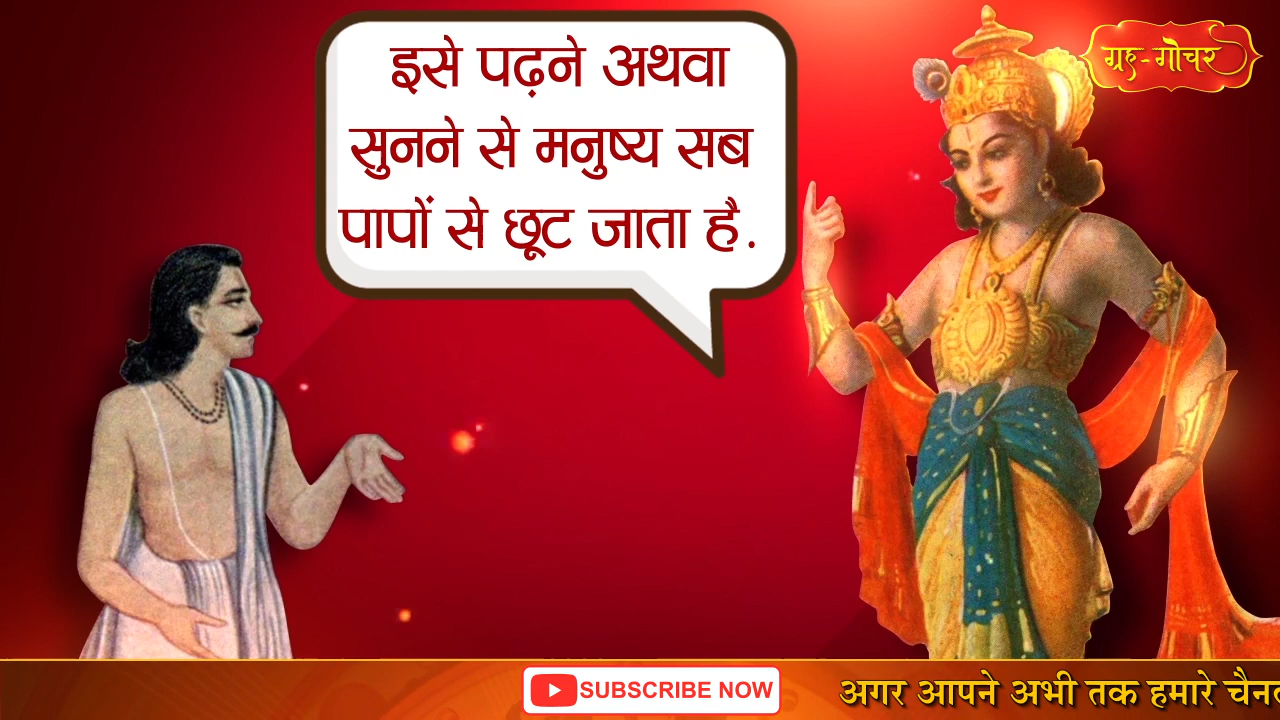 इसे पढ़ने अथवा
सुनने से मनुष्य सब
पापों से छूट जाता है.
ग्रह-गोचर
SUBSCRIBE NOW
अगर आपने अभी तक हमारे